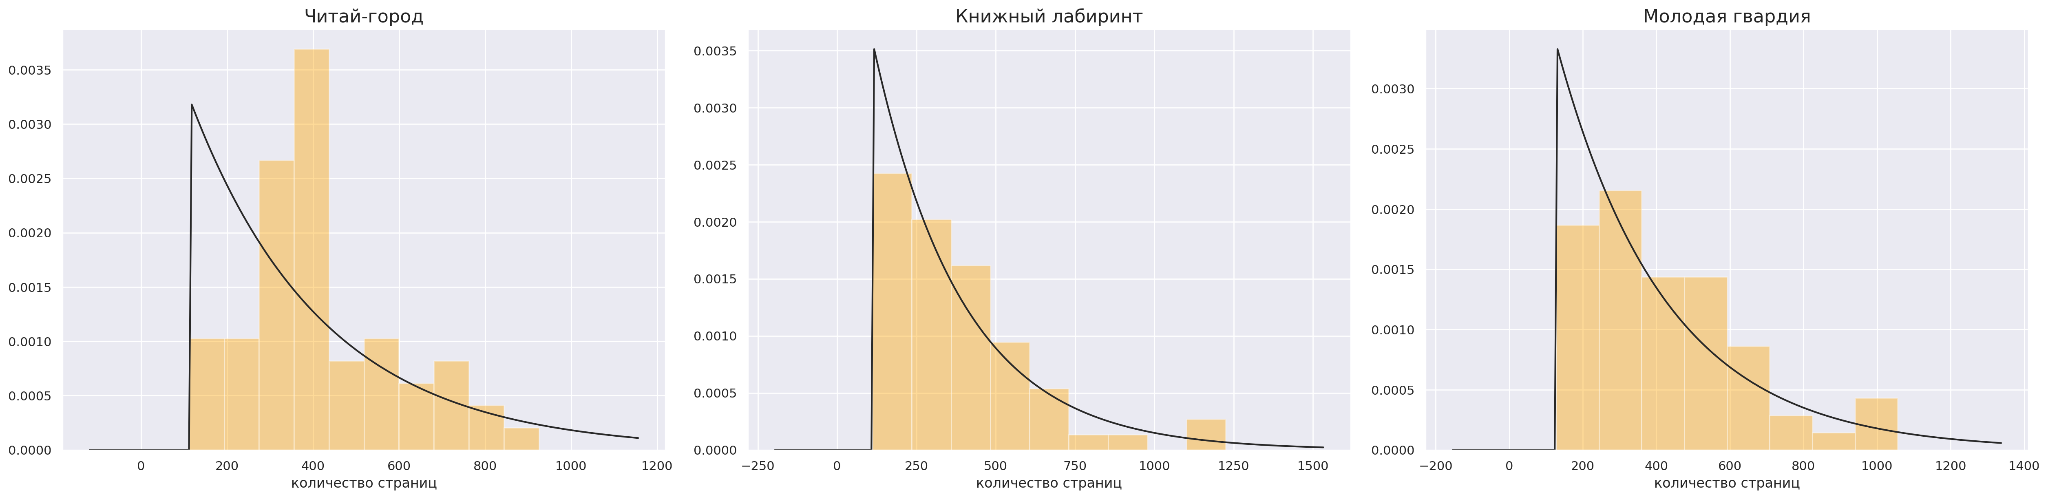 Читай-город
0.0035
0.0030
0.0025
0.0020
0.0015
0.0010
0.0005
0.0000
0 200 400 600 800 1000 1200
количество страниц
Книжный лабиринт
0.0035
0.0030
0.0025
0.0020
0.0015
0.0010
0.0005
0.0000
−250 0 250 500 750 1000 1250 1500
количество страниц
Молодая гвардия
0.0030
0.0025
0.0020
0.0015
0.0010
0.0005
0.0000
−200 0 200 400 600 800 1000 1200 1400
количество страниц